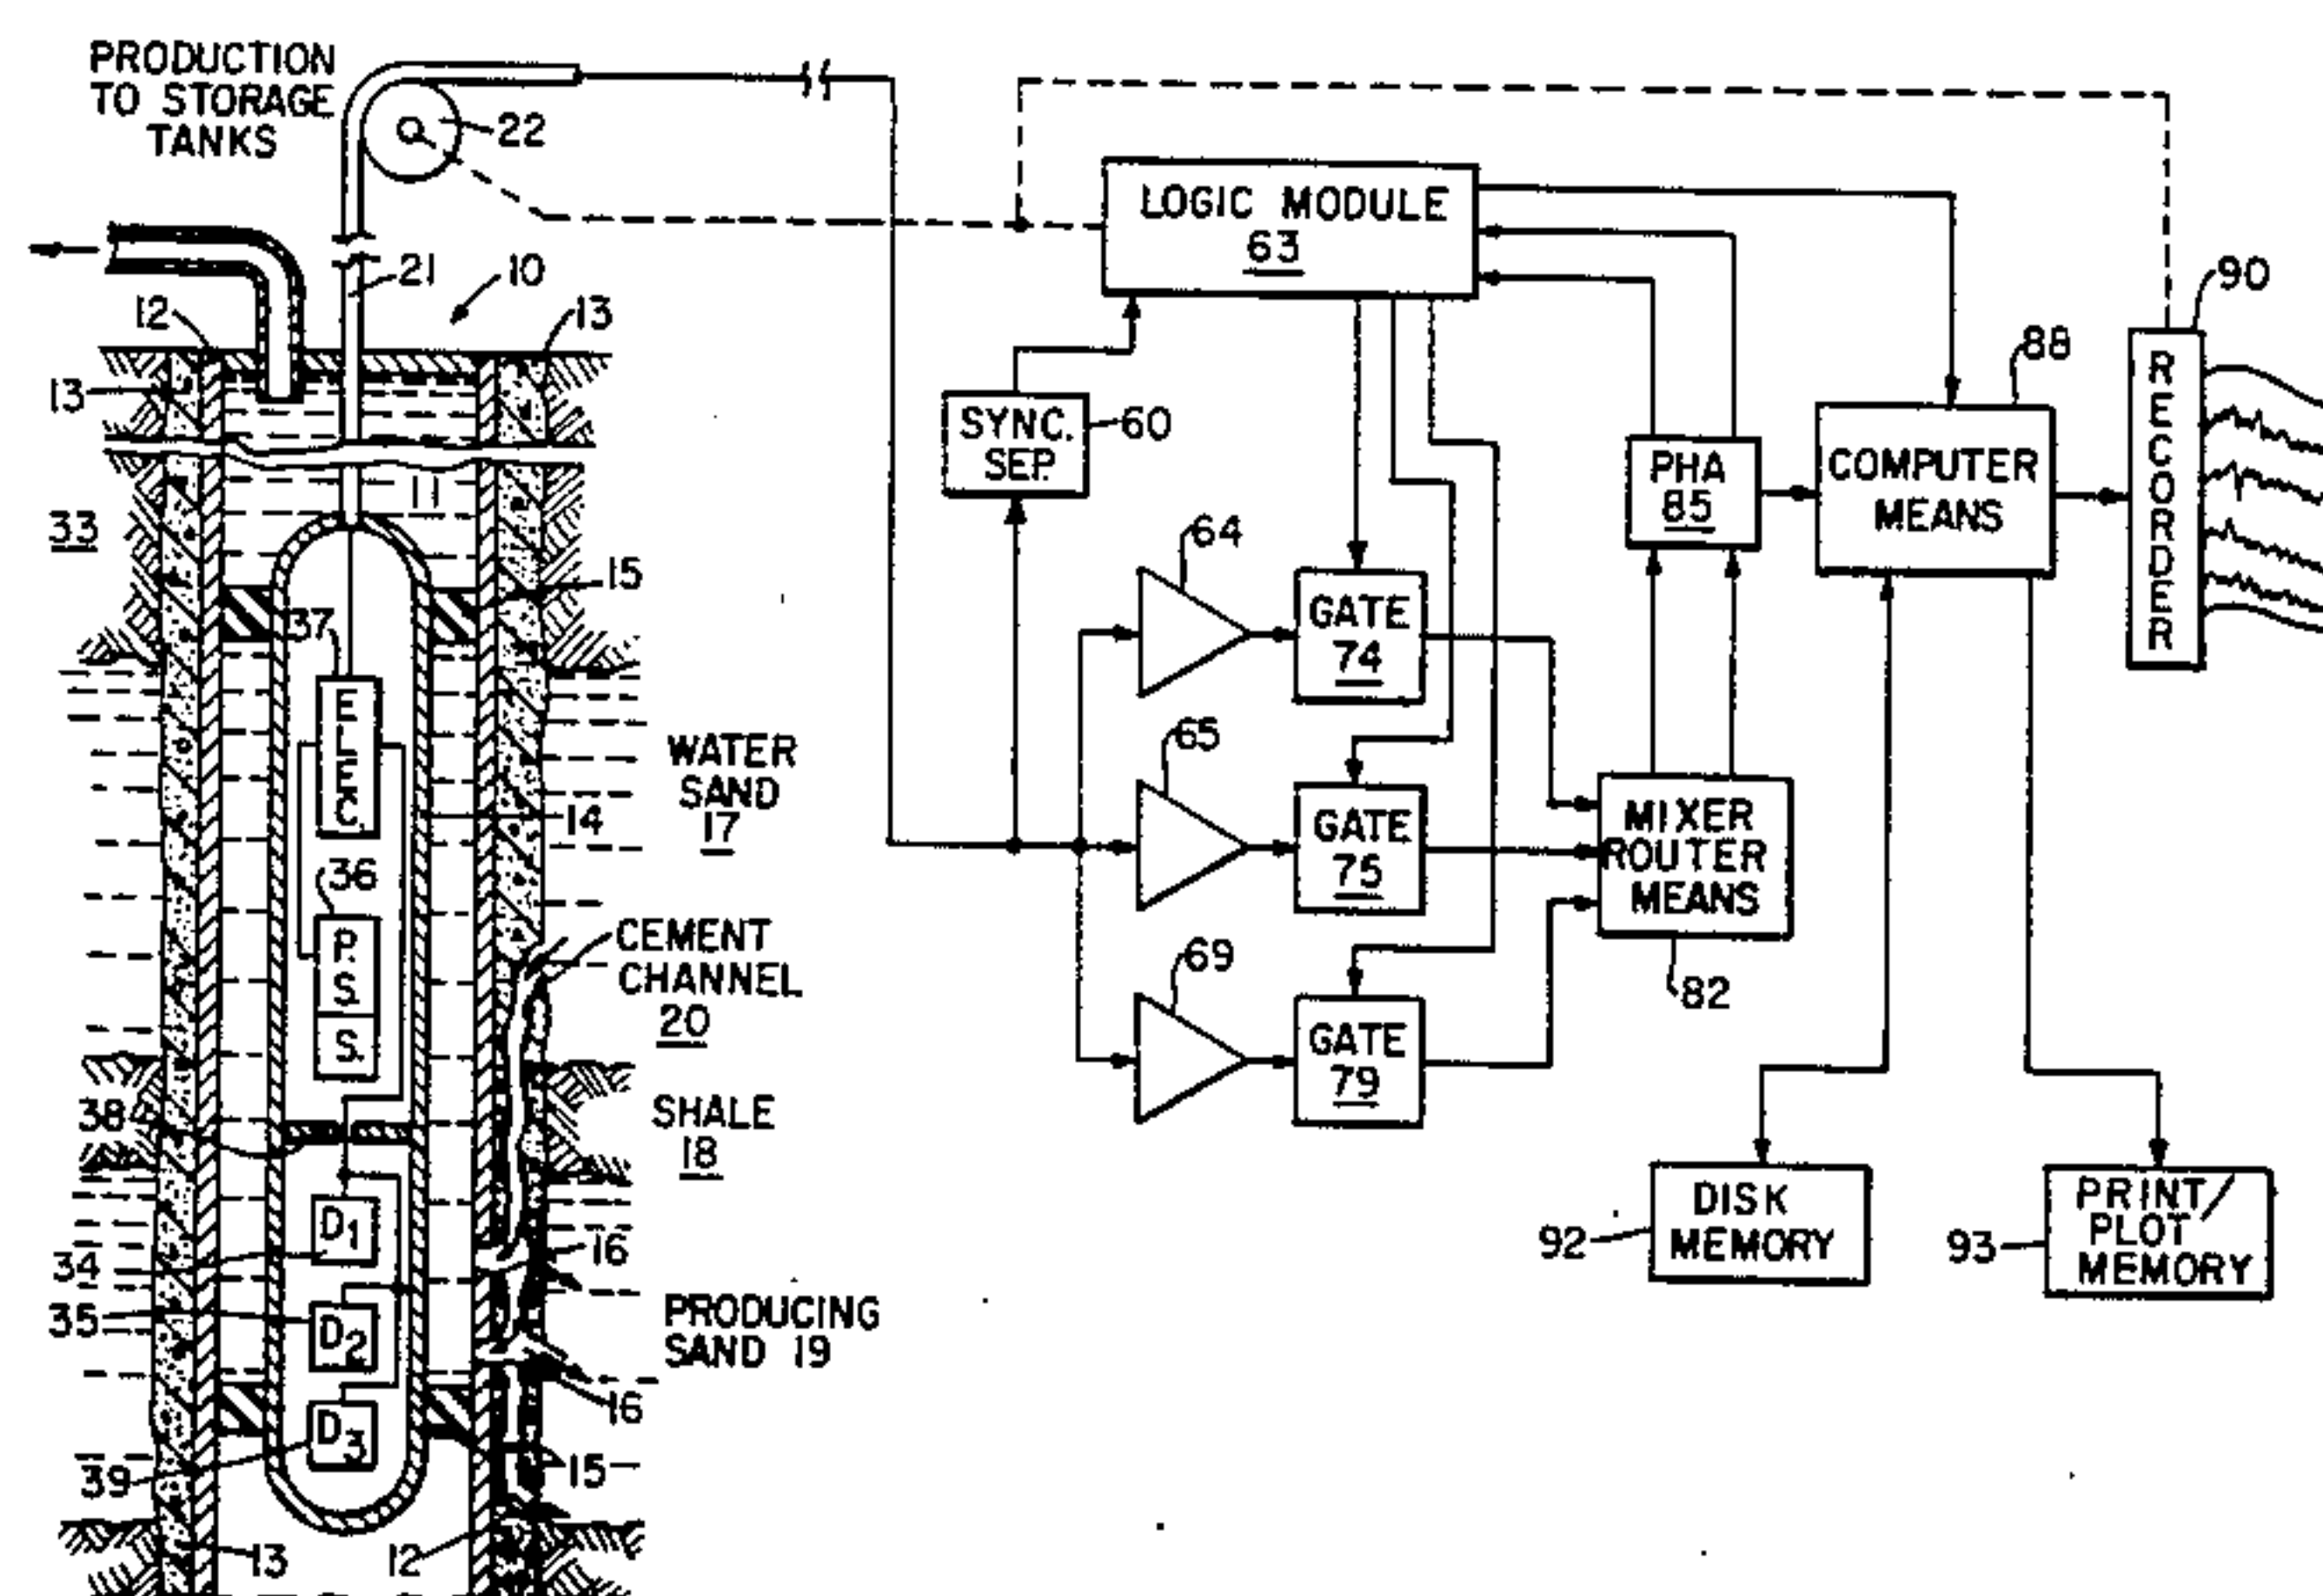 PRODUCTION
TO STORAGE
TANKS
22
21
10
12
13
13
11
33
15
37
ELEC.
WATER
SAND
17
14
36
P.
S.
S.
CEMENT
CHANNEL
20
38
SHALE
18
D1
34
16
35
D2
PRODUCING
SAND 19
16
D3
39
15
13
12
LOGIC MODULE
63
SYNC.
SEP.
60
64
GATE
74
65
GATE
75
69
GATE
79
PHA
85
MIXER
ROUTER
MEANS
82
COMPUTER
MEANS
88
90
RECORDER
DISK
MEMORY
92
PRINT/
PLOT
MEMORY
93